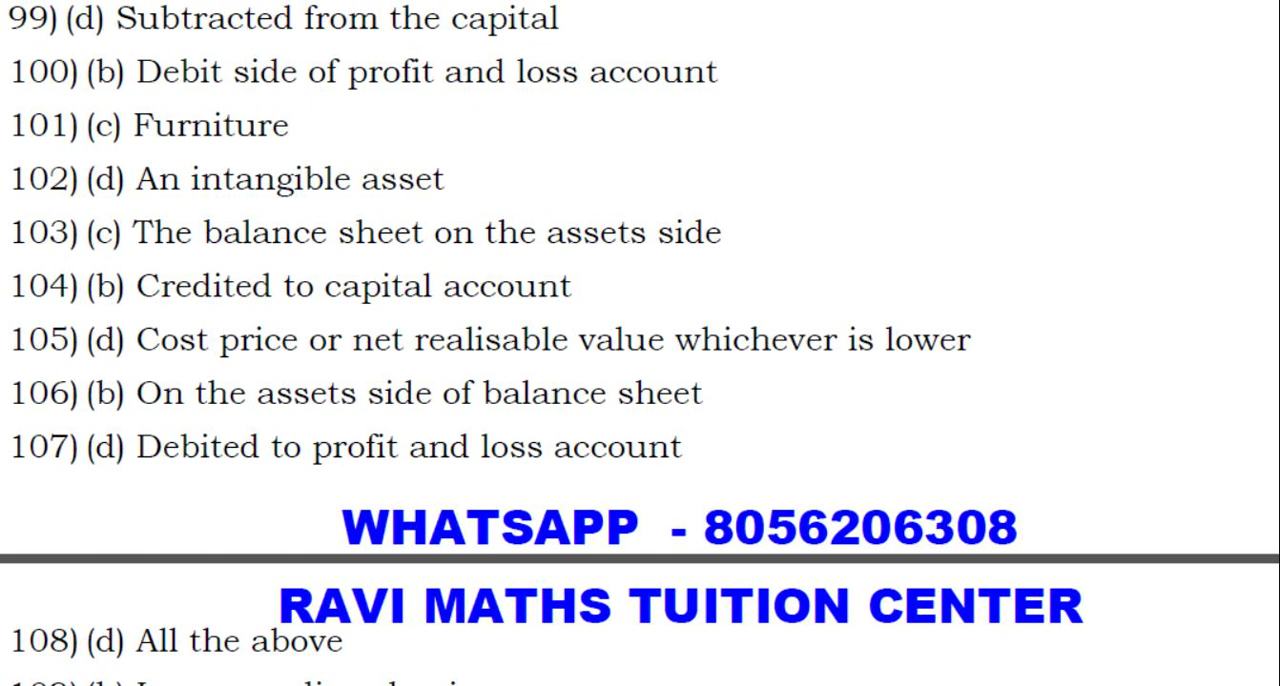 99) (d) Subtracted from the capital
100) (b) Debit side of profit and loss account
101) (c) Furniture
102) (d) An intangible asset
103) (c) The balance sheet on the assets side
104) (b) Credited to capital account
105) (d) Cost price or net realisable value whichever is lower
106) (b) On the assets side of balance sheet
107) (d) Debited to profit and loss account
WHATSAPP - 8056206308
RAVI MATHS TUITION CENTER
108) (d) All the above